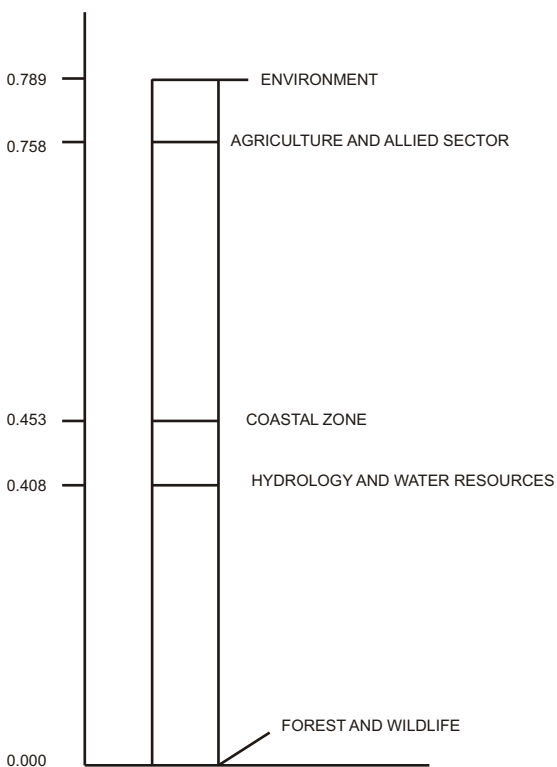 0.789 ENVIRONMENT
0.758 AGRICULTURE AND ALLIED SECTOR
0.453 COASTAL ZONE
0.408 HYDROLOGY AND WATER RESOURCES
FOREST AND WILDLIFE
0.000